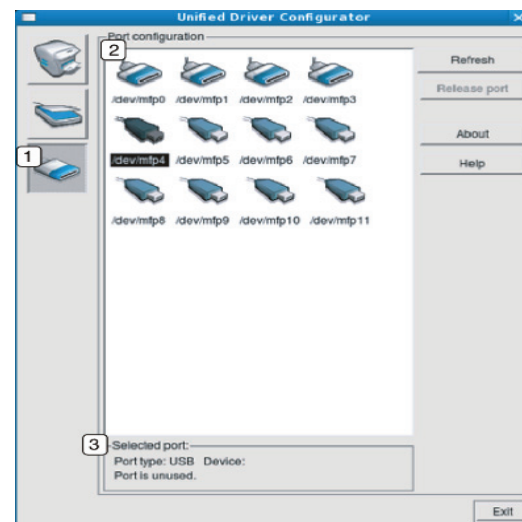 Unified Driver Configurator
Port configuration
2
Refresh
/dev/mfp0 /dev/mfp1 /dev/mfp2 /dev/mfp3
Release port
About
1
/dev/mfp4 /dev/mfp5 /dev/mfp6 /dev/mfp7
Help
/dev/mfp8 /dev/mfp9 /dev/mfp10 /dev/mfp11
3
Selected port:
Port type: USB Device:
Port is unused.
Exit